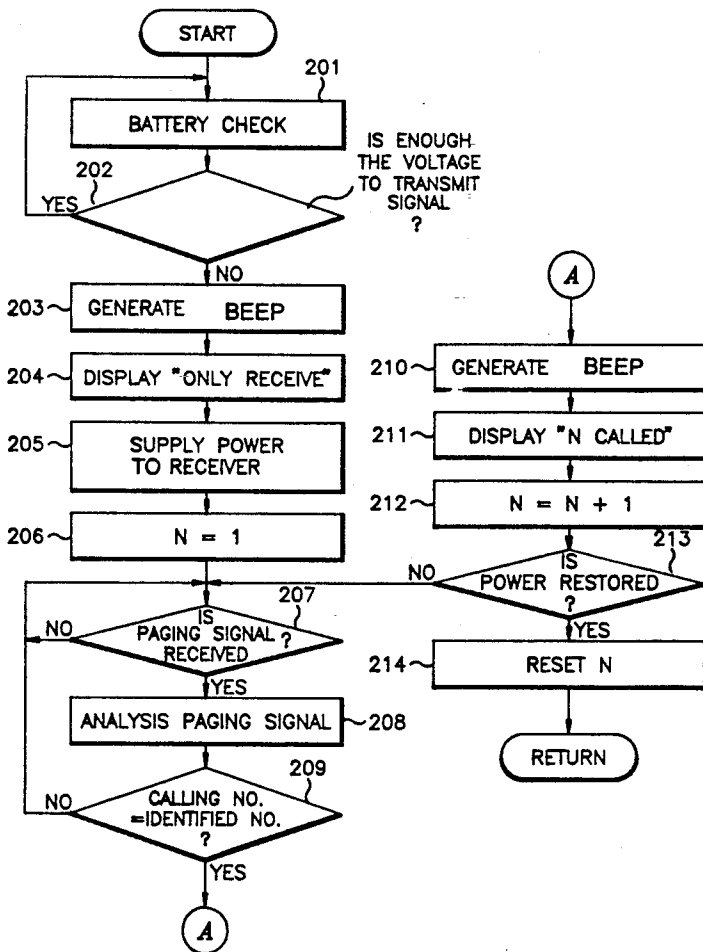 START
201
BATTERY CHECK
IS ENOUGH
THE VOLTAGE
TO TRANSMIT
SIGNAL
?
202
YES
NO
203
GENERATE BEEP
204
DISPLAY "ONLY RECEIVE"
205
SUPPLY POWER
TO RECEIVER
206
N = 1
207
IS
PAGING SIGNAL ?
RECEIVED
NO
YES
ANALYSIS PAGING SIGNAL
208
209
CALLING NO.
=IDENTIFIED NO.
?
NO
YES
A
A
210
GENERATE BEEP
211
DISPLAY "N CALLED"
212
N = N + 1
213
IS
POWER RESTORED
?
NO
YES
214
RESET N
RETURN